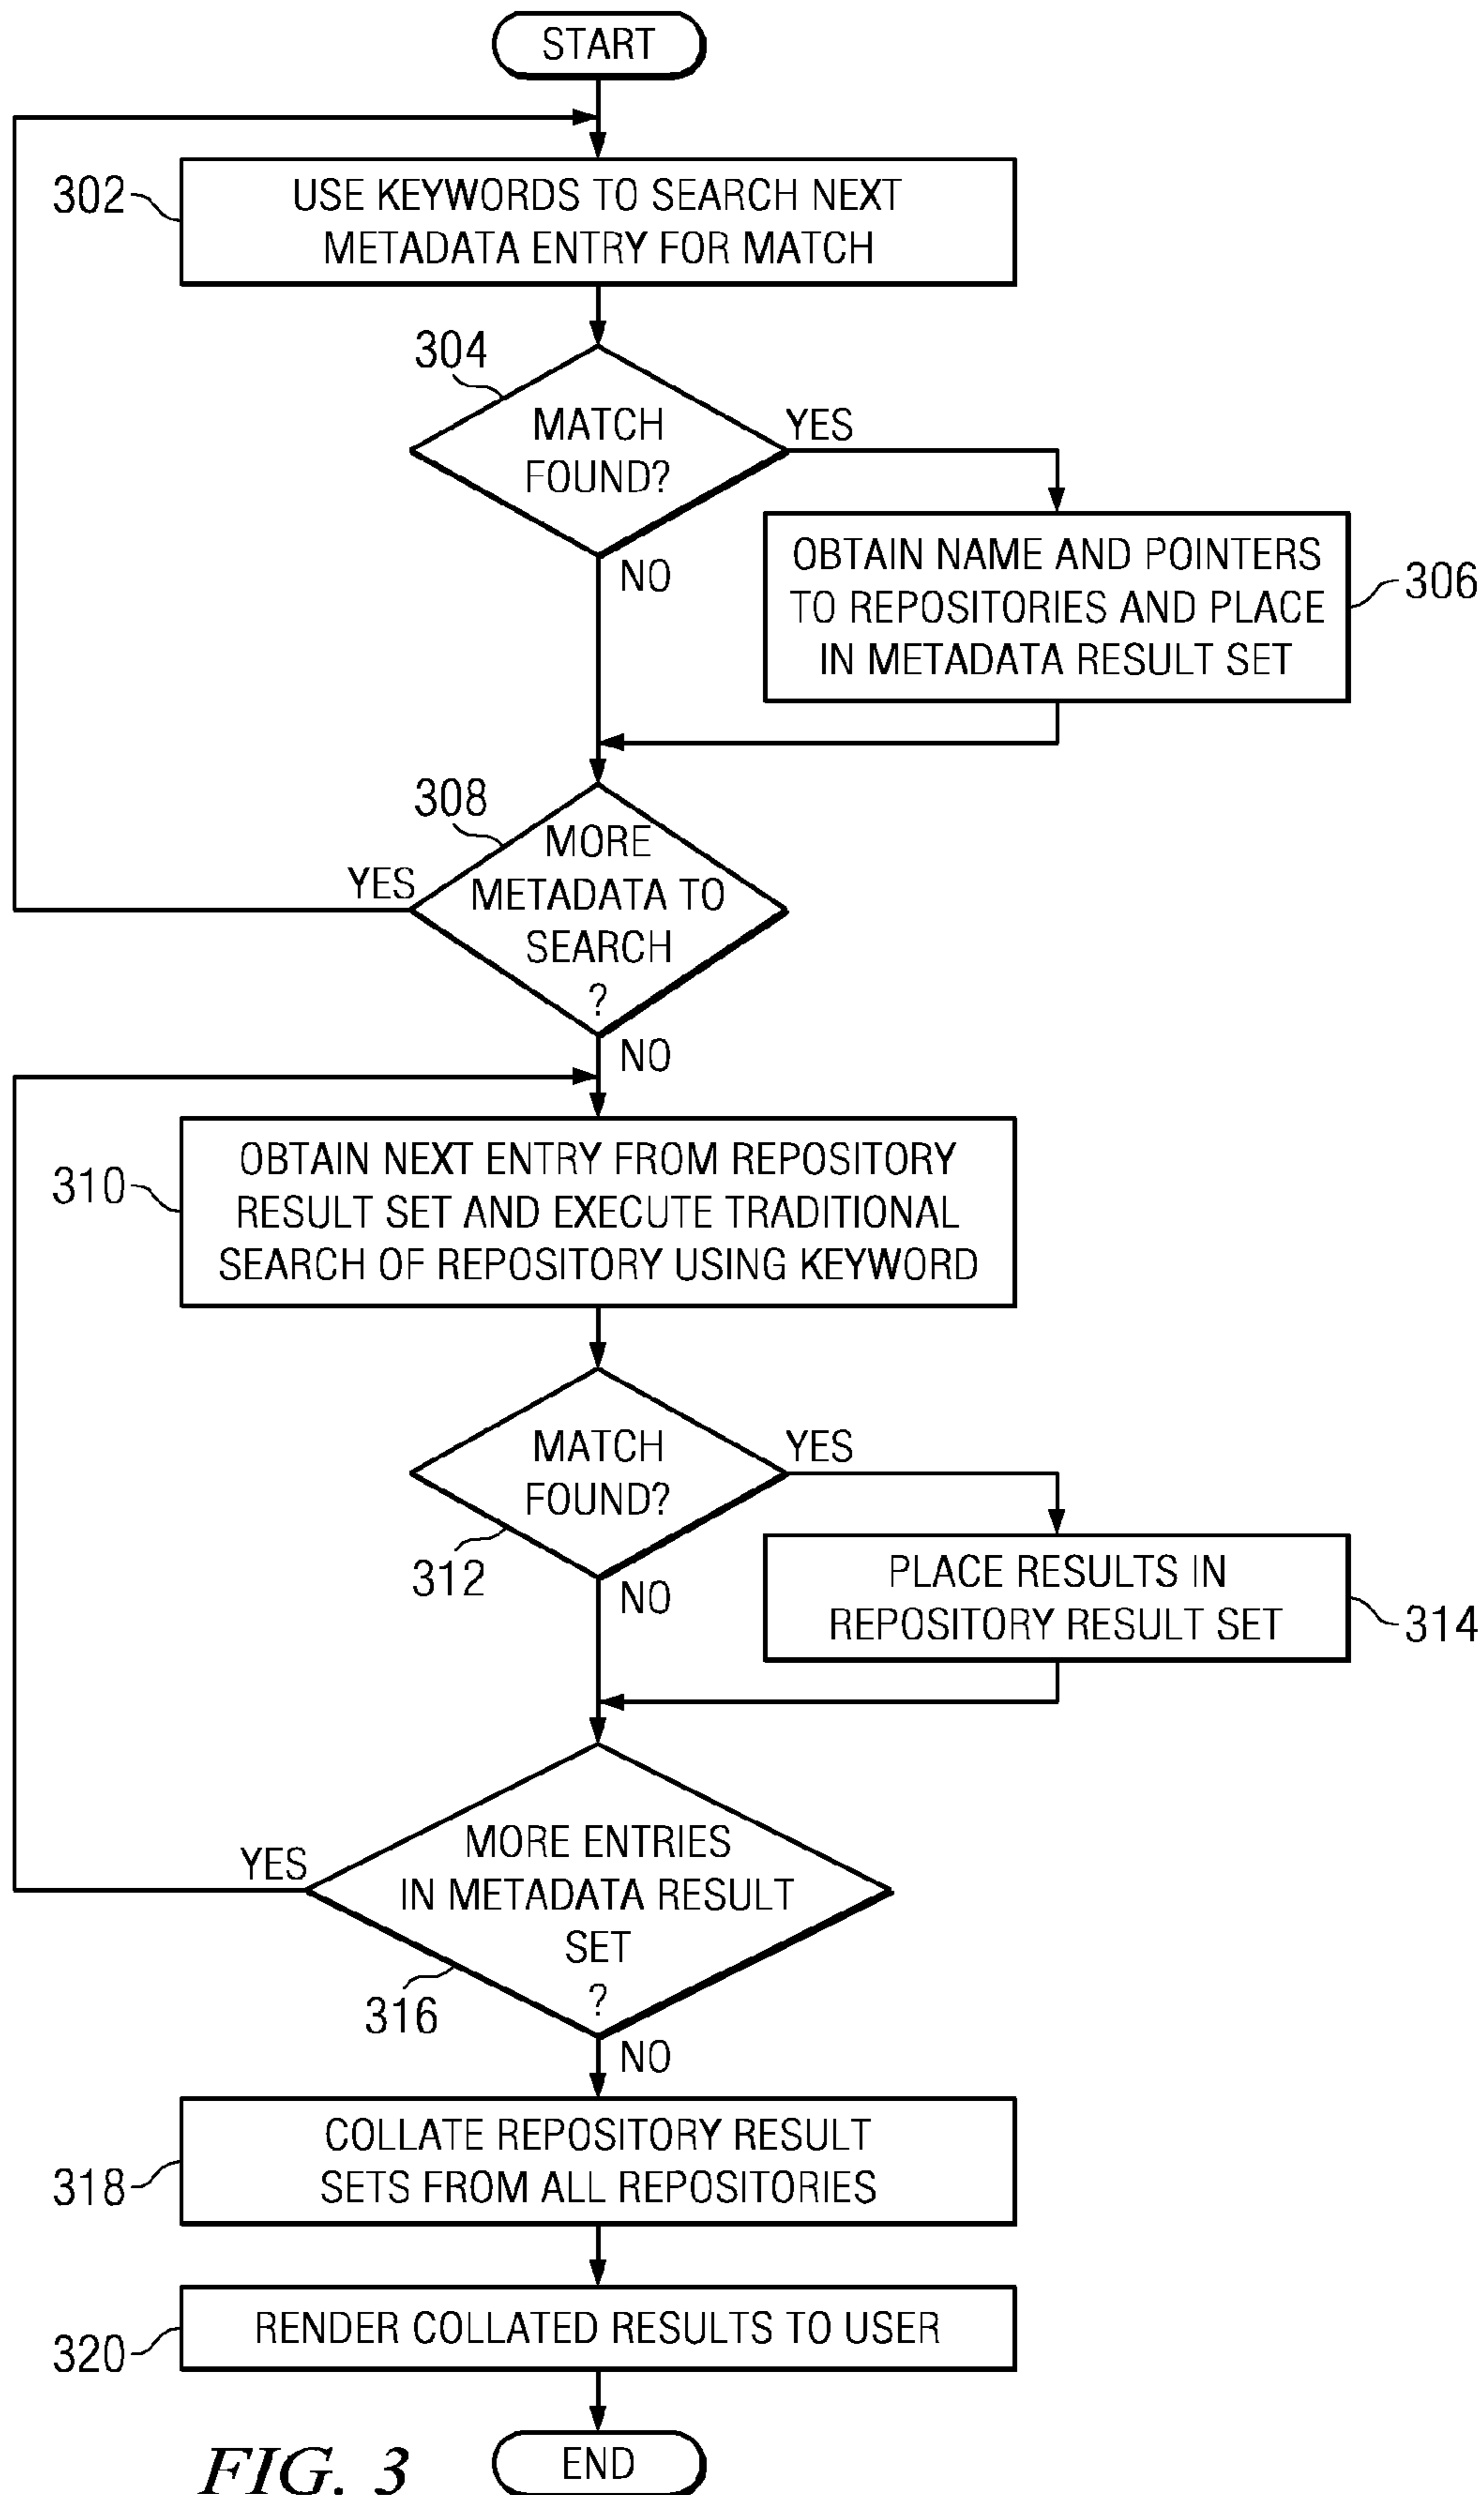 START
302
USE KEYWORDS TO SEARCH NEXT
METADATA ENTRY FOR MATCH
304
MATCH
FOUND?
YES
NO
OBTAIN NAME AND POINTERS
TO REPOSITORIES AND PLACE
IN METADATA RESULT SET
306
308
MORE
METADATA TO
SEARCH
?
YES
NO
310
OBTAIN NEXT ENTRY FROM REPOSITORY
RESULT SET AND EXECUTE TRADITIONAL
SEARCH OF REPOSITORY USING KEYWORD
MATCH
FOUND?
YES
312
NO
PLACE RESULTS IN
REPOSITORY RESULT SET
314
YES
MORE ENTRIES
IN METADATA RESULT
SET
?
316
NO
318
COLLATE REPOSITORY RESULT
SETS FROM ALL REPOSITORIES
320
RENDER COLLATED RESULTS TO USER
END
FIG. 3